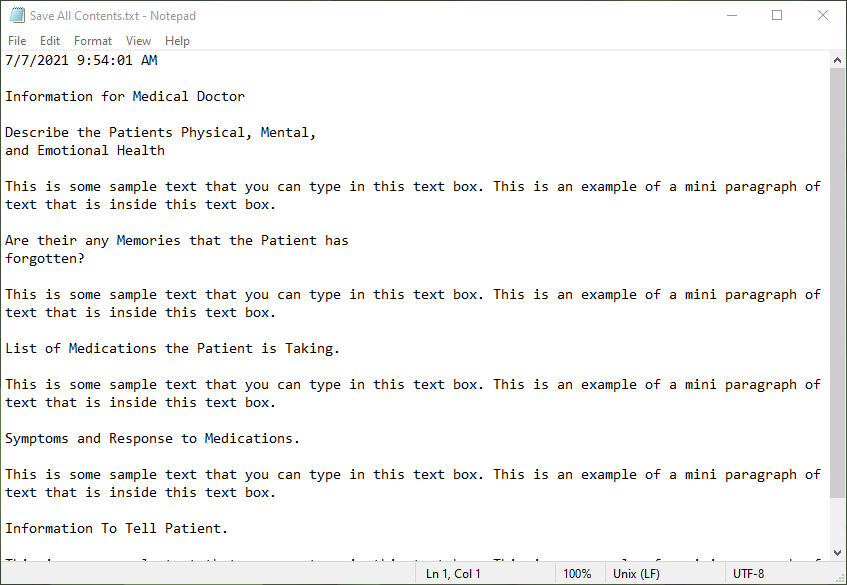 Save All Contents.txt - Notepad
File Edit Format View Help
7/7/2021 9:54:01 AM
Information for Medical Doctor
Describe the Patients Physical, Mental,
and Emotional Health
This is some sample text that you can type in this text box. This is an example of a mini paragraph of
text that is inside this text box.
Are their any Memories that the Patient has
forgotten?
This is some sample text that you can type in this text box. This is an example of a mini paragraph of
text that is inside this text box.
List of Medications the Patient is Taking.
This is some sample text that you can type in this text box. This is an example of a mini paragraph of
text that is inside this text box.
Symptoms and Response to Medications.
This is some sample text that you can type in this text box. This is an example of a mini paragraph of
text that is inside this text box.
Information To Tell Patient.
Ln 1, Col 1 100% Unix (LF) UTF-8